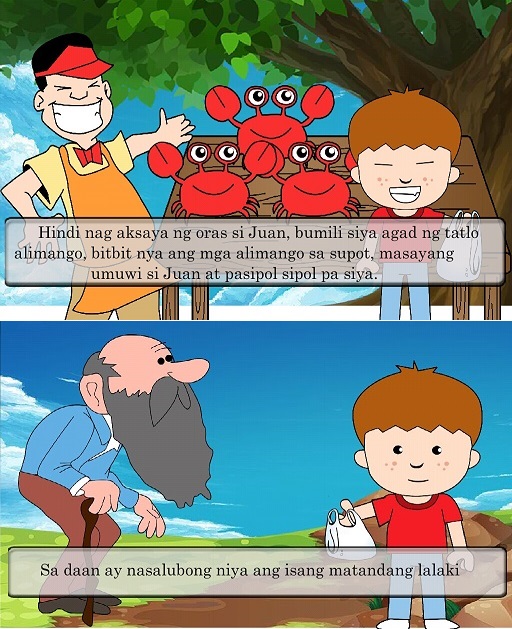 Hindi nag aksaya ng oras si Juan, bumili siya agad ng tatlo
alimango, bitbit nya ang mga alimango sa supot, masayang
umuwi si Juan at pasipol sipol pa siya.
Sa daan ay nasalubong niya ang isang matandang lalaki